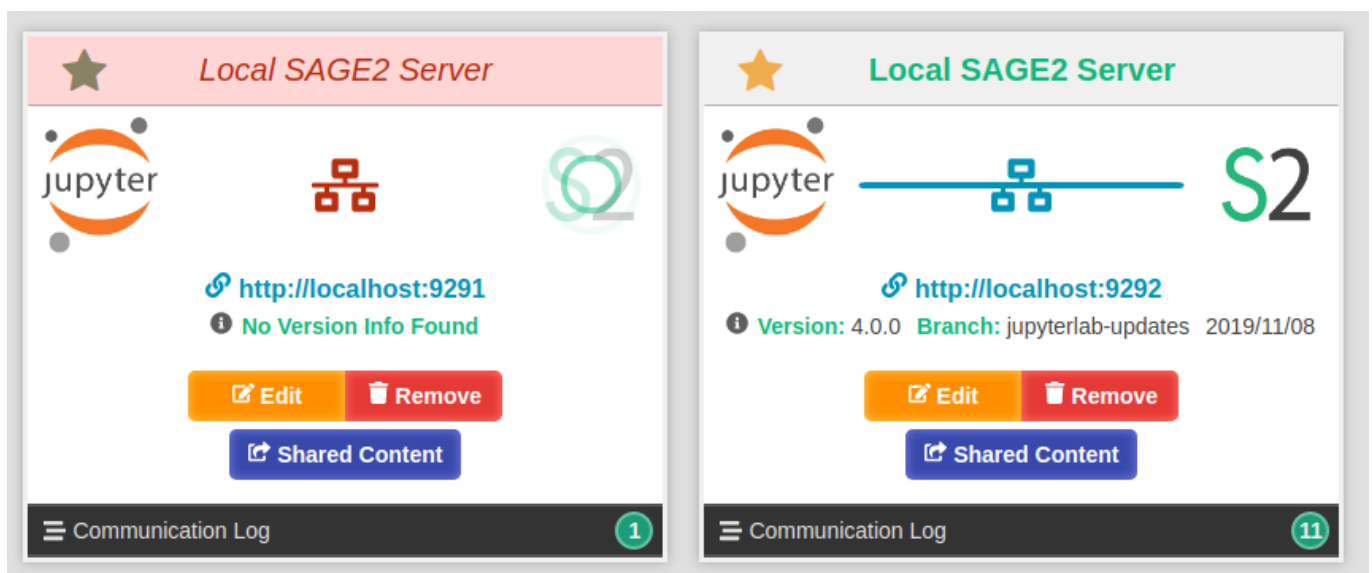 Local SAGE2 Server
jupyter
S2
http://localhost:9291
No Version Info Found
Edit
Remove
Shared Content
Communication Log
1
Local SAGE2 Server
jupyter
S2
http://localhost:9292
Version: 4.0.0 Branch: jupyterlab-updates 2019/11/08
Edit
Remove
Shared Content
Communication Log
11